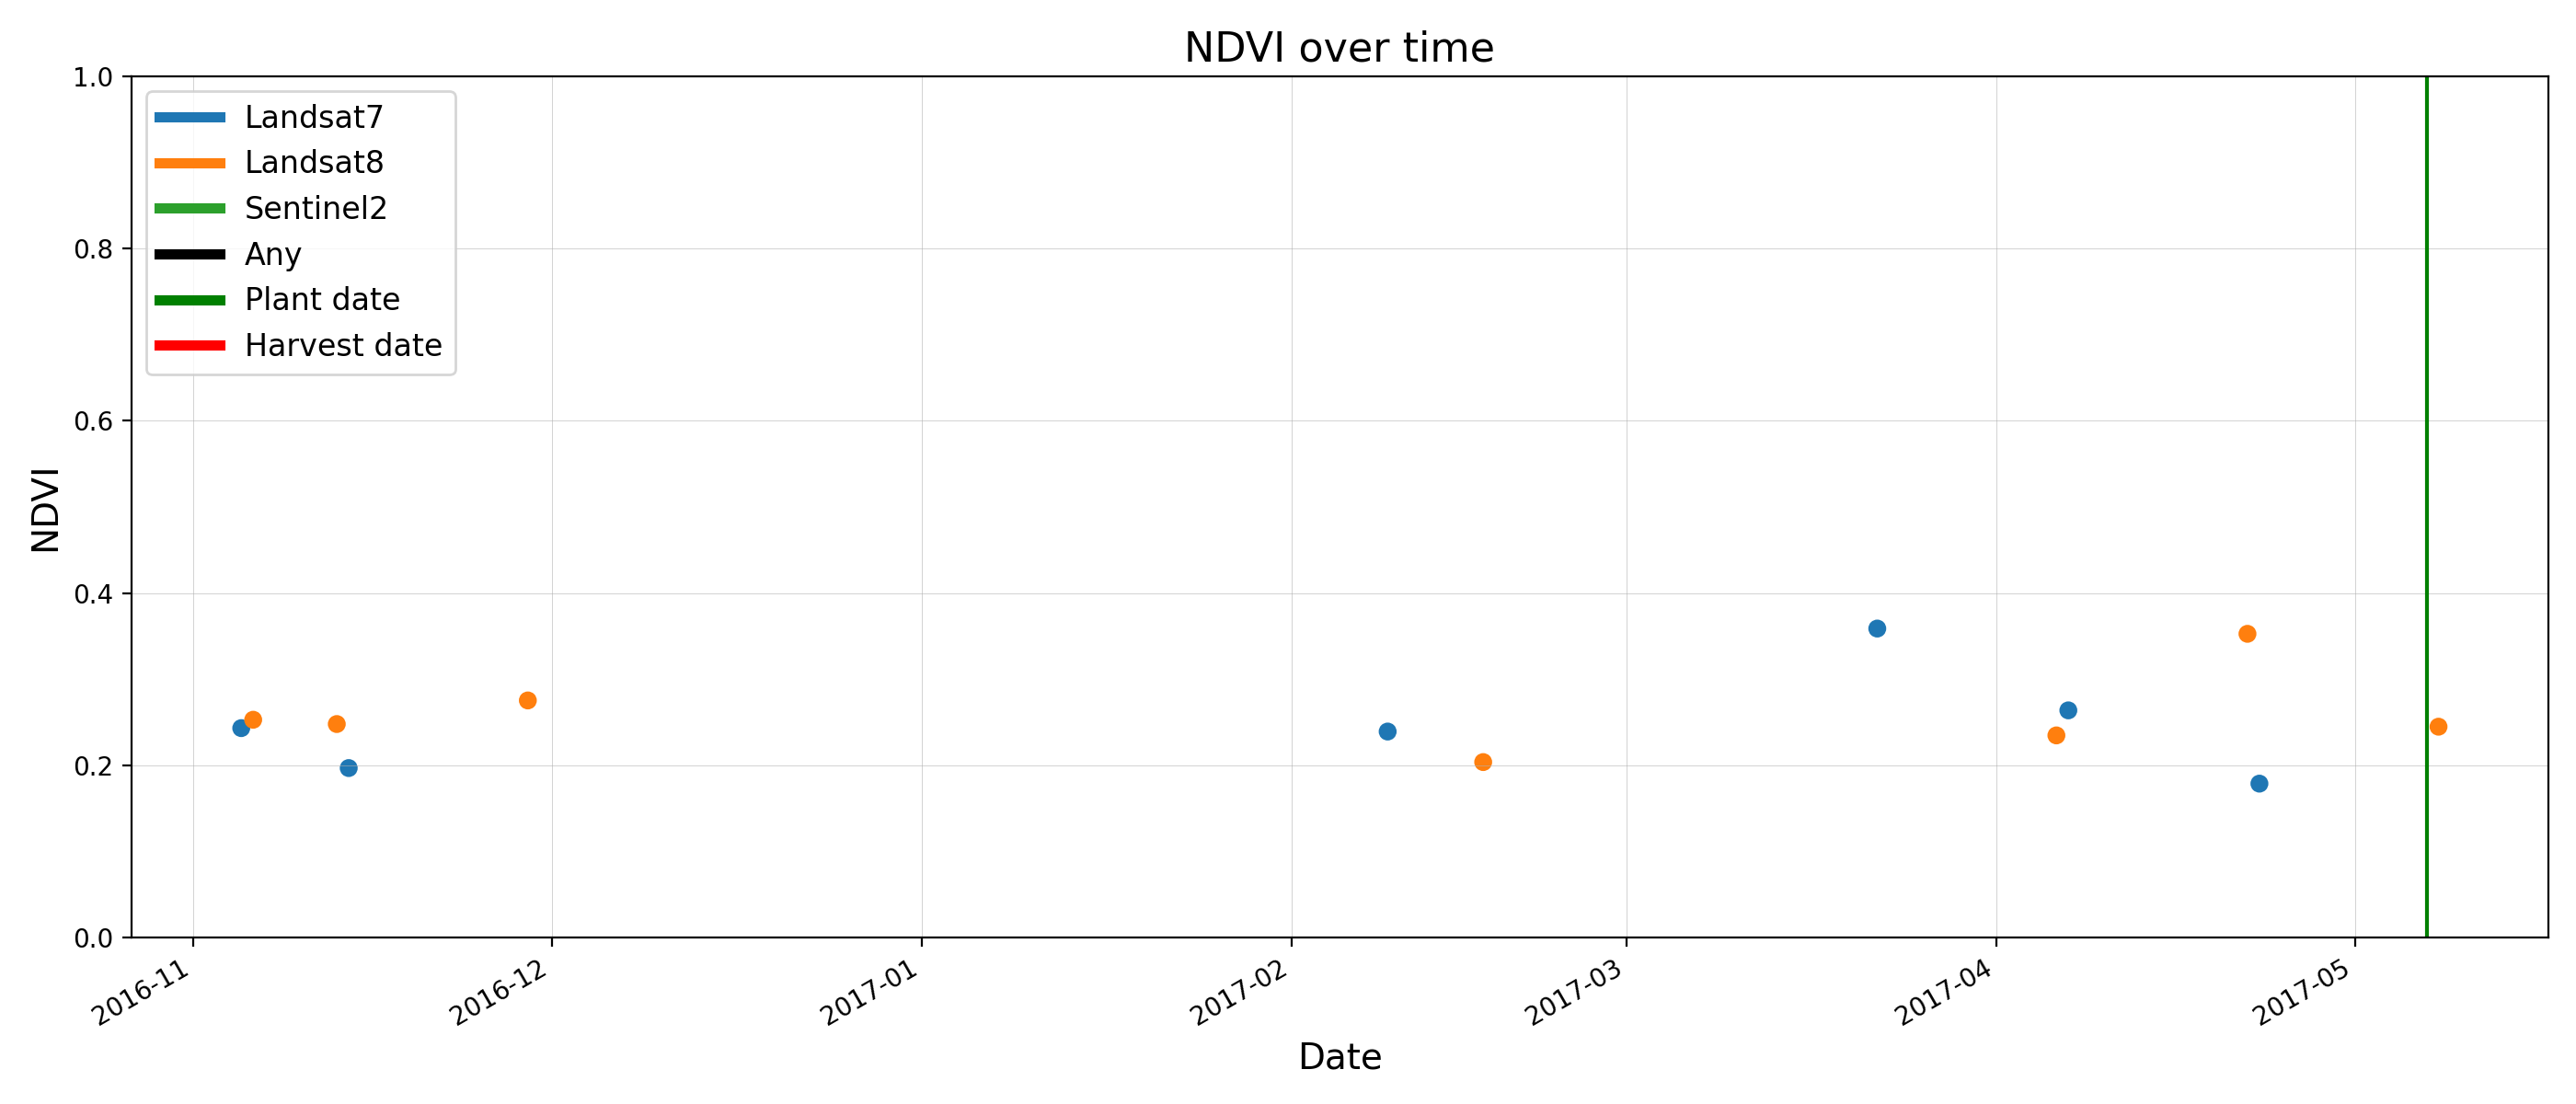 NDVI over time
1.0
0.8
0.6
0.4
0.2
0.0
NDVI
Landsat7
Landsat8
Sentinel2
Any
Plant date
Harvest date
2016-11
2016-12
2017-01
2017-02
2017-03
2017-04
2017-05
Date